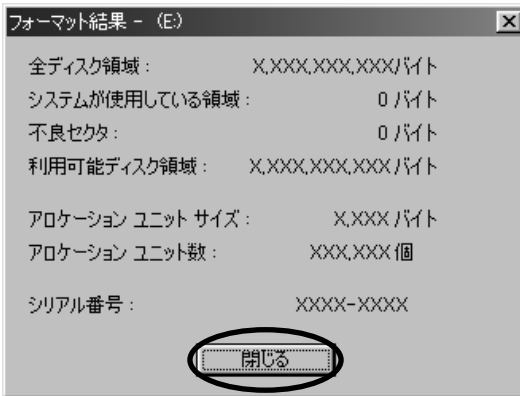 フォーマット結果 - (E:)
全ディスク領域: X,XXX,XXX,XXXバイト
システムが使用している領域: 0 バイト
不良セクタ: 0 バイト
利用可能ディスク領域: X,XXX,XXX,XXXバイト
アロケーション ユニット サイズ: X,XXX バイト
アロケーション ユニット数: XXX,XXX 個
シリアル番号: XXXX-XXXX
閉じる